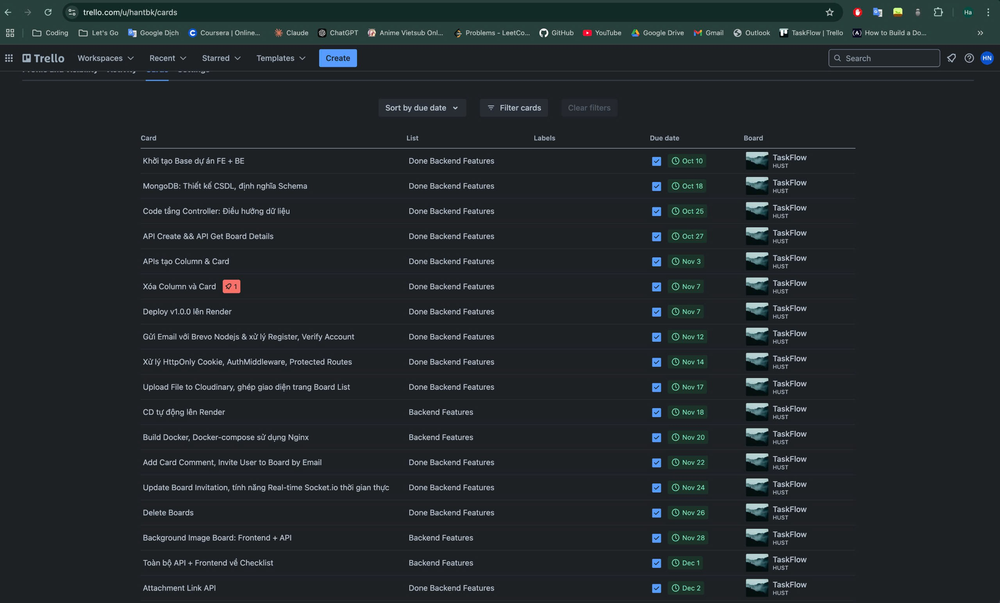 trello.com/u/hantbk/cards
Ha
Coding Let's Go Google Dịch Coursera | Online... Claude ChatGPT Anime Vietsub Onl... Problems - LeetCo... GitHub YouTube Google Drive Gmail Outlook TaskFlow | Trello How to Build a Do...
Trello Workspaces Recent Starred Templates Create Search HN
Profile and visibility Activity Cards Settings
Sort by due date Filter cards Clear filters
Card List Labels Due date Board
Khởi tạo Base dự án FE + BE Done Backend Features Oct 10 TaskFlow
HUST
MongoDB: Thiết kế CSDL, định nghĩa Schema Done Backend Features Oct 18 TaskFlow
HUST
Code tầng Controller: Điều hướng dữ liệu Done Backend Features Oct 25 TaskFlow
HUST
API Create && API Get Board Details Done Backend Features Oct 27 TaskFlow
HUST
APIs tạo Column & Card Done Backend Features Nov 3 TaskFlow
HUST
Xóa Column và Card 1 Done Backend Features Nov 7 TaskFlow
HUST
Deploy v1.0.0 lên Render Done Backend Features Nov 7 TaskFlow
HUST
Gửi Email với Brevo Nodejs & xử lý Register, Verify Account Done Backend Features Nov 12 TaskFlow
HUST
Xử lý HttpOnly Cookie, AuthMiddleware, Protected Routes Done Backend Features Nov 14 TaskFlow
HUST
Upload File to Cloudinary, ghép giao diện trang Board List Done Backend Features Nov 17 TaskFlow
HUST
CD tự động lên Render Backend Features Nov 18 TaskFlow
HUST
Build Docker, Docker-compose sử dụng Nginx Backend Features Nov 20 TaskFlow
HUST
Add Card Comment, Invite User to Board by Email Done Backend Features Nov 22 TaskFlow
HUST
Update Board Invitation, tính năng Real-time Socket.io thời gian thực Done Backend Features Nov 24 TaskFlow
HUST
Delete Boards Done Backend Features Nov 26 TaskFlow
HUST
Background Image Board: Frontend + API Backend Features Nov 28 TaskFlow
HUST
Toàn bộ API + Frontend về Checklist Backend Features Dec 1 TaskFlow
HUST
Attachment Link API Done Backend Features Dec 2 TaskFlow
HUST